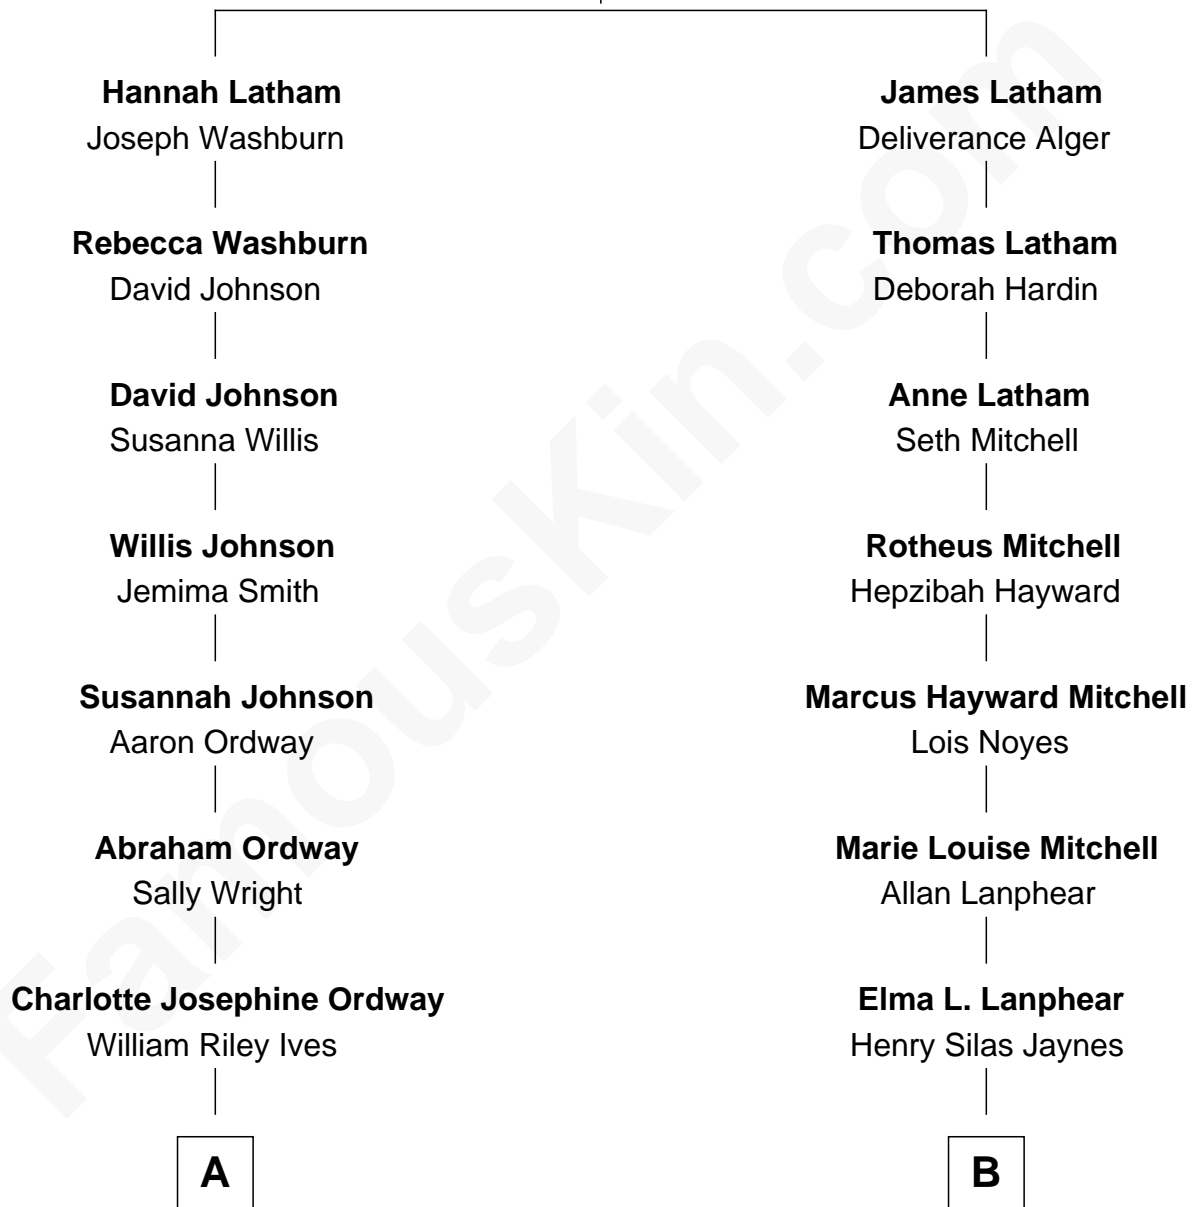 Hannah Latham
Joseph Washburn
Rebecca Washburn
David Johnson
David Johnson
Susanna Willis
Willis Johnson
Jemima Smith
Susannah Johnson
Aaron Ordway
Abraham Ordway
Sally Wright
Charlotte Josephine Ordway
William Riley Ives
A
James Latham
Deliverance Alger
Thomas Latham
Deborah Hardin
Anne Latham
Seth Mitchell
Rotheus Mitchell
Hepzibah Hayward
Marcus Hayward Mitchell
Lois Noyes
Marie Louise Mitchell
Allan Lanphear
Elma L. Lanphear
Henry Silas Jaynes
B
FamousKin.com